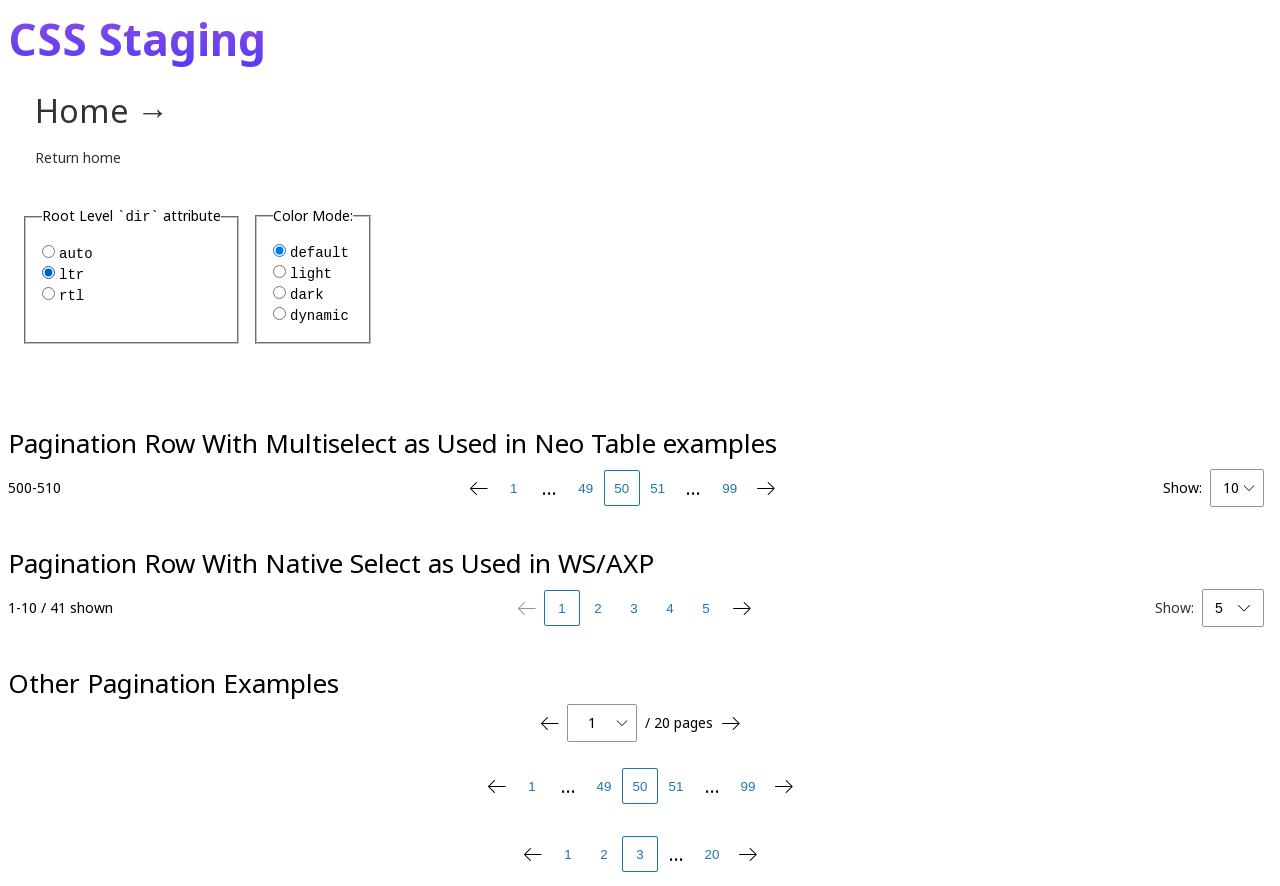 CSS Staging
Home →
Return home
Root Level `dir` attribute
auto
ltr
rtl
Color Mode:
default
light
dark
dynamic
Pagination Row With Multiselect as Used in Neo Table examples
500-510 1 ... 49 50 51 ... 99 Show: 10
Pagination Row With Native Select as Used in WS/AXP
1-10 / 41 shown 1 2 3 4 5 Show: 5
Other Pagination Examples
1 / 20 pages
1 ... 49 50 51 ... 99
1 2 3 ... 20